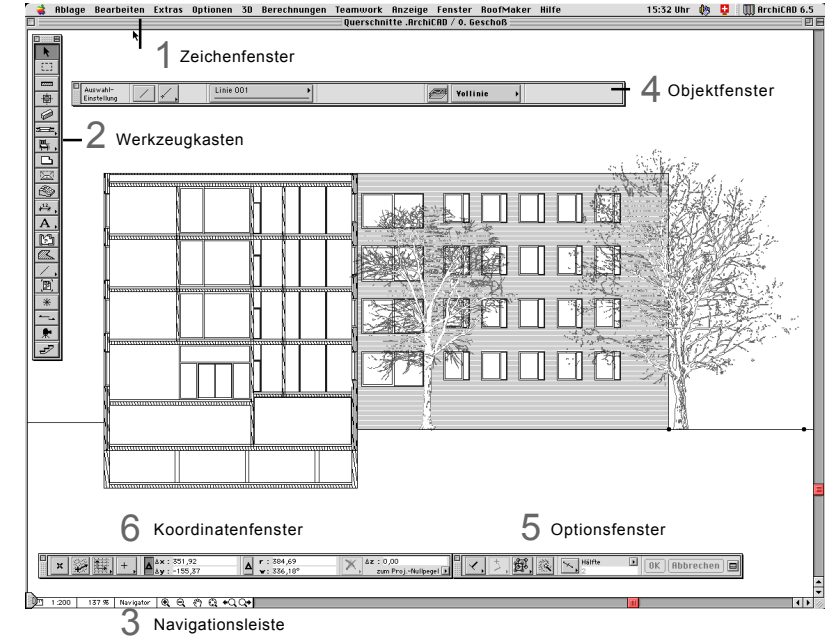 Ablage Bearbeiten Extras Optionen 3D Berechnungen Teamwork Anzeige Fenster RoofMaker Hilfe 15:32 Uhr ArchiCAD 6.5
Querschnitte .ArchiCAD / 0. Geschoß
1 Zeichenfenster
Auswahl-
Einstellung
Linie 001
Vollinie
4 Objektfenster
2 Werkzeugkasten
A
6 Koordinatenfenster
5 Optionsfenster
Δx : 351,92
Δy : -155,37
r : 384,69
: 336,18°
Δz : 0,00
zum Proj.-Nullpegel
Hälfte
2
OK Abbrechen
1:200 137 % Navigator
3 Navigationsleiste